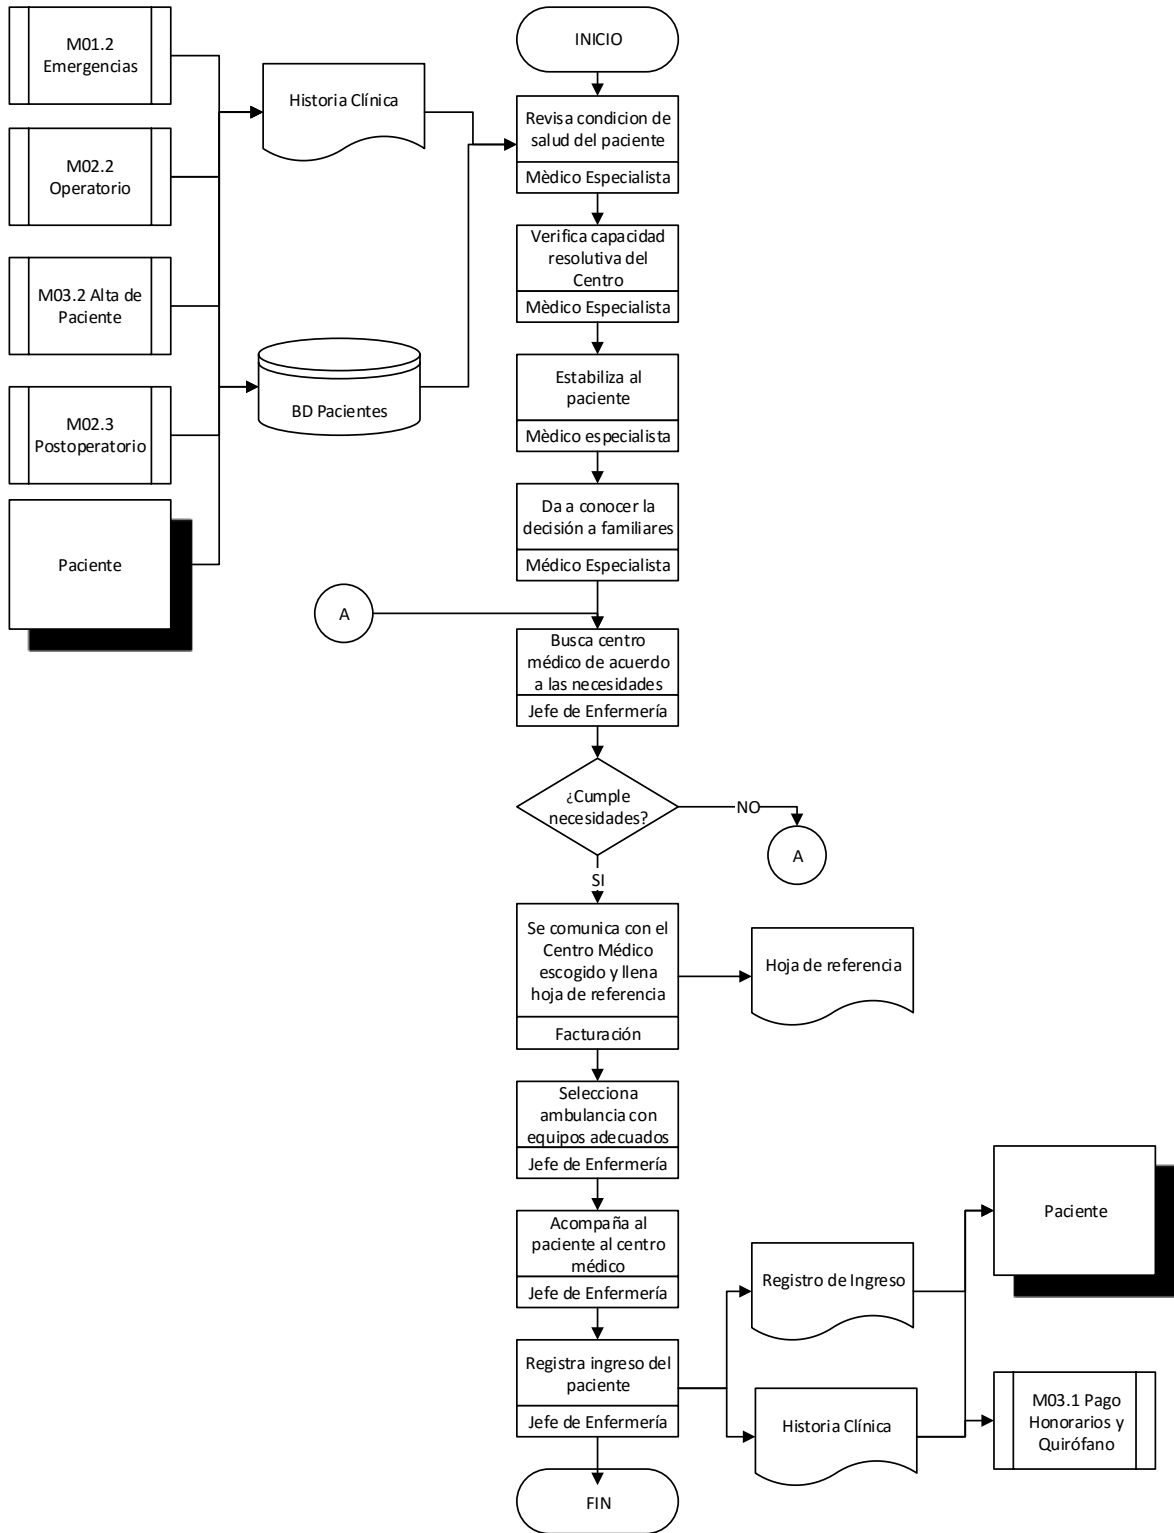 M01.2
Emergencias
M02.2
Operatorio
M03.2 Alta de
Paciente
M02.3
Postoperatorio
Paciente
Historia Clínica
BD Pacientes
INICIO
Revisa condicion de
salud del paciente
Mèdico Especialista
Verifica capacidad
resolutiva del
Centro
Mèdico Especialista
Estabiliza al
paciente
Mèdico especialista
Da a conocer la
decisión a familiares
Médico Especialista
A
Busca centro
médico de acuerdo
a las necesidades
Jefe de Enfermería
¿Cumple
necesidades?
NO
A
SI
Se comunica con el
Centro Médico
escogido y llena
hoja de referencia
Facturación
Hoja de referencia
Selecciona
ambulancia con
equipos adecuados
Jefe de Enfermería
Acompaña al
paciente al centro
médico
Jefe de Enfermería
Registra ingreso del
paciente
Jefe de Enfermería
Registro de Ingreso
Historia Clínica
Paciente
M03.1 Pago
Honorarios y
Quirófano
FIN